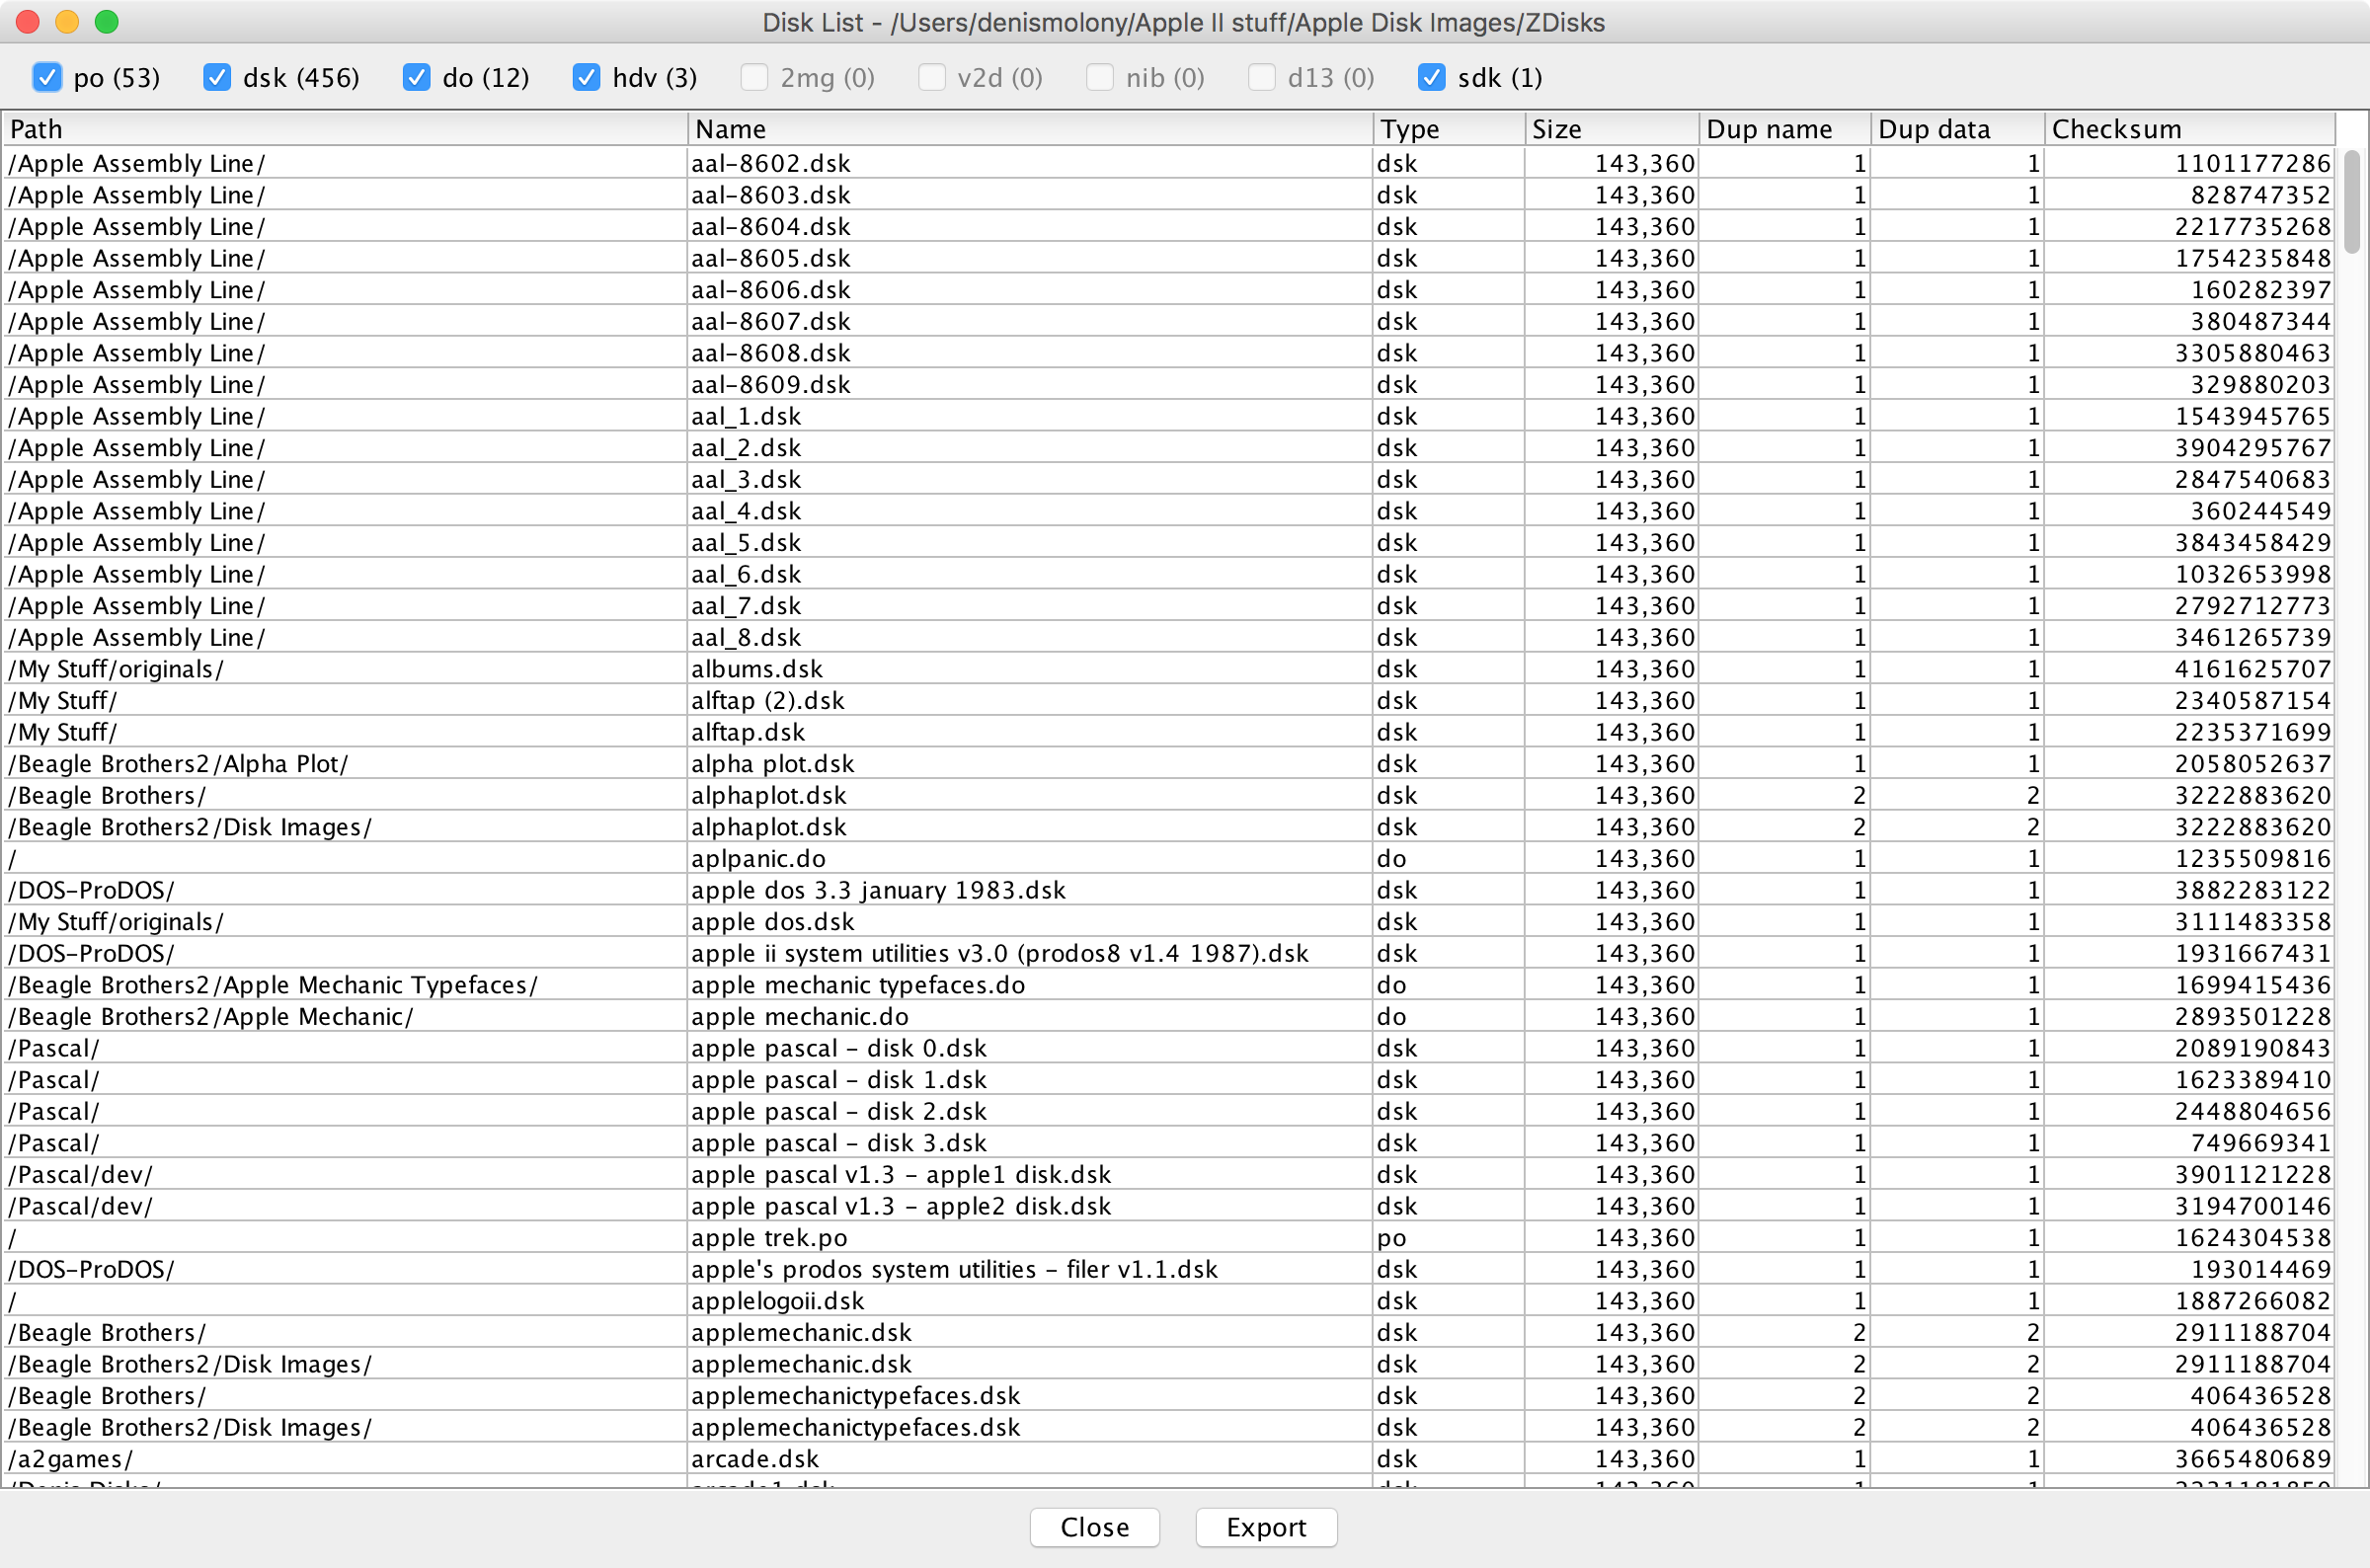 Disk List - /Users/denismolony/Apple II stuff/Apple Disk Images/ZDisks
po (53) dsk (456) do (12) hdv (3) 2mg (0) v2d (0) nib (0) d13 (0) sdk (1)
Path Name Type Size Dup name Dup data Checksum
/Apple Assembly Line/ aal-8602.dsk dsk 143,360 1 1 1101177286
/Apple Assembly Line/ aal-8603.dsk dsk 143,360 1 1 828747352
/Apple Assembly Line/ aal-8604.dsk dsk 143,360 1 1 2217735268
/Apple Assembly Line/ aal-8605.dsk dsk 143,360 1 1 1754235848
/Apple Assembly Line/ aal-8606.dsk dsk 143,360 1 1 160282397
/Apple Assembly Line/ aal-8607.dsk dsk 143,360 1 1 380487344
/Apple Assembly Line/ aal-8608.dsk dsk 143,360 1 1 3305880463
/Apple Assembly Line/ aal-8609.dsk dsk 143,360 1 1 329880203
/Apple Assembly Line/ aal_1.dsk dsk 143,360 1 1 1543945765
/Apple Assembly Line/ aal_2.dsk dsk 143,360 1 1 3904295767
/Apple Assembly Line/ aal_3.dsk dsk 143,360 1 1 2847540683
/Apple Assembly Line/ aal_4.dsk dsk 143,360 1 1 360244549
/Apple Assembly Line/ aal_5.dsk dsk 143,360 1 1 3843458429
/Apple Assembly Line/ aal_6.dsk dsk 143,360 1 1 1032653998
/Apple Assembly Line/ aal_7.dsk dsk 143,360 1 1 2792712773
/Apple Assembly Line/ aal_8.dsk dsk 143,360 1 1 3461265739
/My Stuff/originals/ albums.dsk dsk 143,360 1 1 4161625707
/My Stuff/ alftap (2).dsk dsk 143,360 1 1 2340587154
/My Stuff/ alftap.dsk dsk 143,360 1 1 2235371699
/Beagle Brothers2/Alpha Plot/ alpha plot.dsk dsk 143,360 1 1 2058052637
/Beagle Brothers/ alphaplot.dsk dsk 143,360 2 2 3222883620
/Beagle Brothers2/Disk Images/ alphaplot.dsk dsk 143,360 2 2 3222883620
/ aplpanic.do do 143,360 1 1 1235509816
/DOS-ProDOS/ apple dos 3.3 january 1983.dsk dsk 143,360 1 1 3882283122
/My Stuff/originals/ apple dos.dsk dsk 143,360 1 1 3111483358
/DOS-ProDOS/ apple ii system utilities v3.0 (prodos8 v1.4 1987).dsk dsk 143,360 1 1 1931667431
/Beagle Brothers2/Apple Mechanic Typefaces/ apple mechanic typefaces.do do 143,360 1 1 1699415436
/Beagle Brothers2/Apple Mechanic/ apple mechanic.do do 143,360 1 1 2893501228
/Pascal/ apple pascal - disk 0.dsk dsk 143,360 1 1 2089190843
/Pascal/ apple pascal - disk 1.dsk dsk 143,360 1 1 1623389410
/Pascal/ apple pascal - disk 2.dsk dsk 143,360 1 1 2448804656
/Pascal/ apple pascal - disk 3.dsk dsk 143,360 1 1 749669341
/Pascal/dev/ apple pascal v1.3 - apple1 disk.dsk dsk 143,360 1 1 3901121228
/Pascal/dev/ apple pascal v1.3 - apple2 disk.dsk dsk 143,360 1 1 3194700146
/ apple trek.po po 143,360 1 1 1624304538
/DOS-ProDOS/ apple's prodos system utilities - filer v1.1.dsk dsk 143,360 1 1 193014469
/ applelogoii.dsk dsk 143,360 1 1 1887266082
/Beagle Brothers/ applemechanic.dsk dsk 143,360 2 2 2911188704
/Beagle Brothers2/Disk Images/ applemechanic.dsk dsk 143,360 2 2 2911188704
/Beagle Brothers/ applemechanictypefaces.dsk dsk 143,360 2 2 406436528
/Beagle Brothers2/Disk Images/ applemechanictypefaces.dsk dsk 143,360 2 2 406436528
/a2games/ arcade.dsk dsk 143,360 1 1 3665480689
Close Export